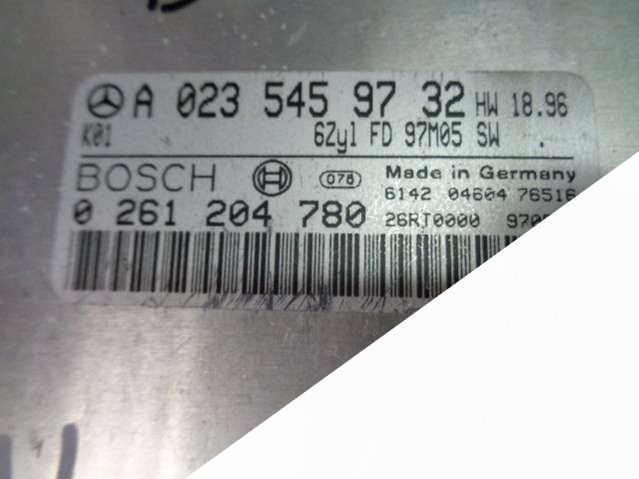 A 023 545 97 32 HW 18.96
K01 6Zyl FD 97M05 SW .
BOSCH 078 Made in Germany
6142 04604 76516
0 261 204 780 26RT0000